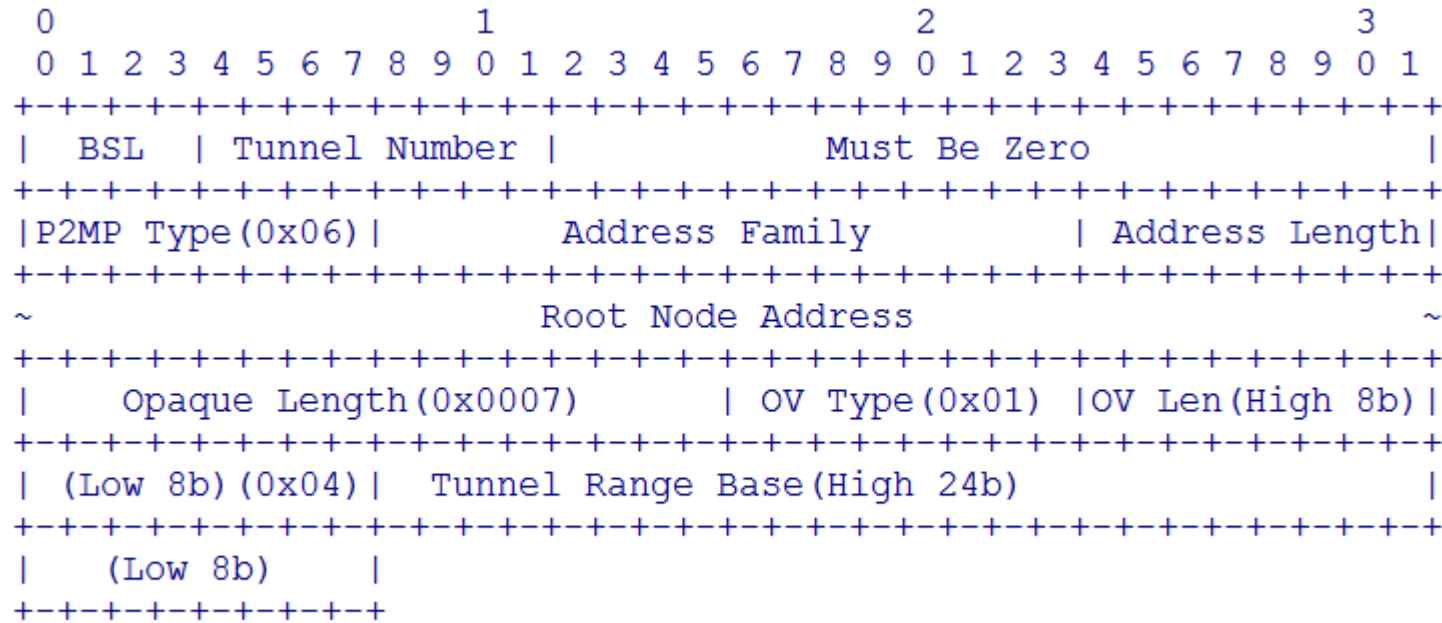 0                   1                   2                   3
 0 1 2 3 4 5 6 7 8 9 0 1 2 3 4 5 6 7 8 9 0 1 2 3 4 5 6 7 8 9 0 1
+-+-+-+-+-+-+-+-+-+-+-+-+-+-+-+-+-+-+-+-+-+-+-+-+-+-+-+-+-+-+-+-+
|  BSL  | Tunnel Number |            Must Be Zero               |
+-+-+-+-+-+-+-+-+-+-+-+-+-+-+-+-+-+-+-+-+-+-+-+-+-+-+-+-+-+-+-+-+
|P2MP Type(0x06)|        Address Family         | Address Length|
+-+-+-+-+-+-+-+-+-+-+-+-+-+-+-+-+-+-+-+-+-+-+-+-+-+-+-+-+-+-+-+-+
~                       Root Node Address                       ~
+-+-+-+-+-+-+-+-+-+-+-+-+-+-+-+-+-+-+-+-+-+-+-+-+-+-+-+-+-+-+-+-+
|    Opaque Length(0x0007)      | OV Type(0x01) |OV Len(High 8b)|
+-+-+-+-+-+-+-+-+-+-+-+-+-+-+-+-+-+-+-+-+-+-+-+-+-+-+-+-+-+-+-+-+
| (Low 8b)(0x04)|  Tunnel Range Base(High 24b)                  |
+-+-+-+-+-+-+-+-+-+-+-+-+-+-+-+-+-+-+-+-+-+-+-+-+-+-+-+-+-+-+-+-+
|   (Low 8b)    |
+-+-+-+-+-+-+-+-+